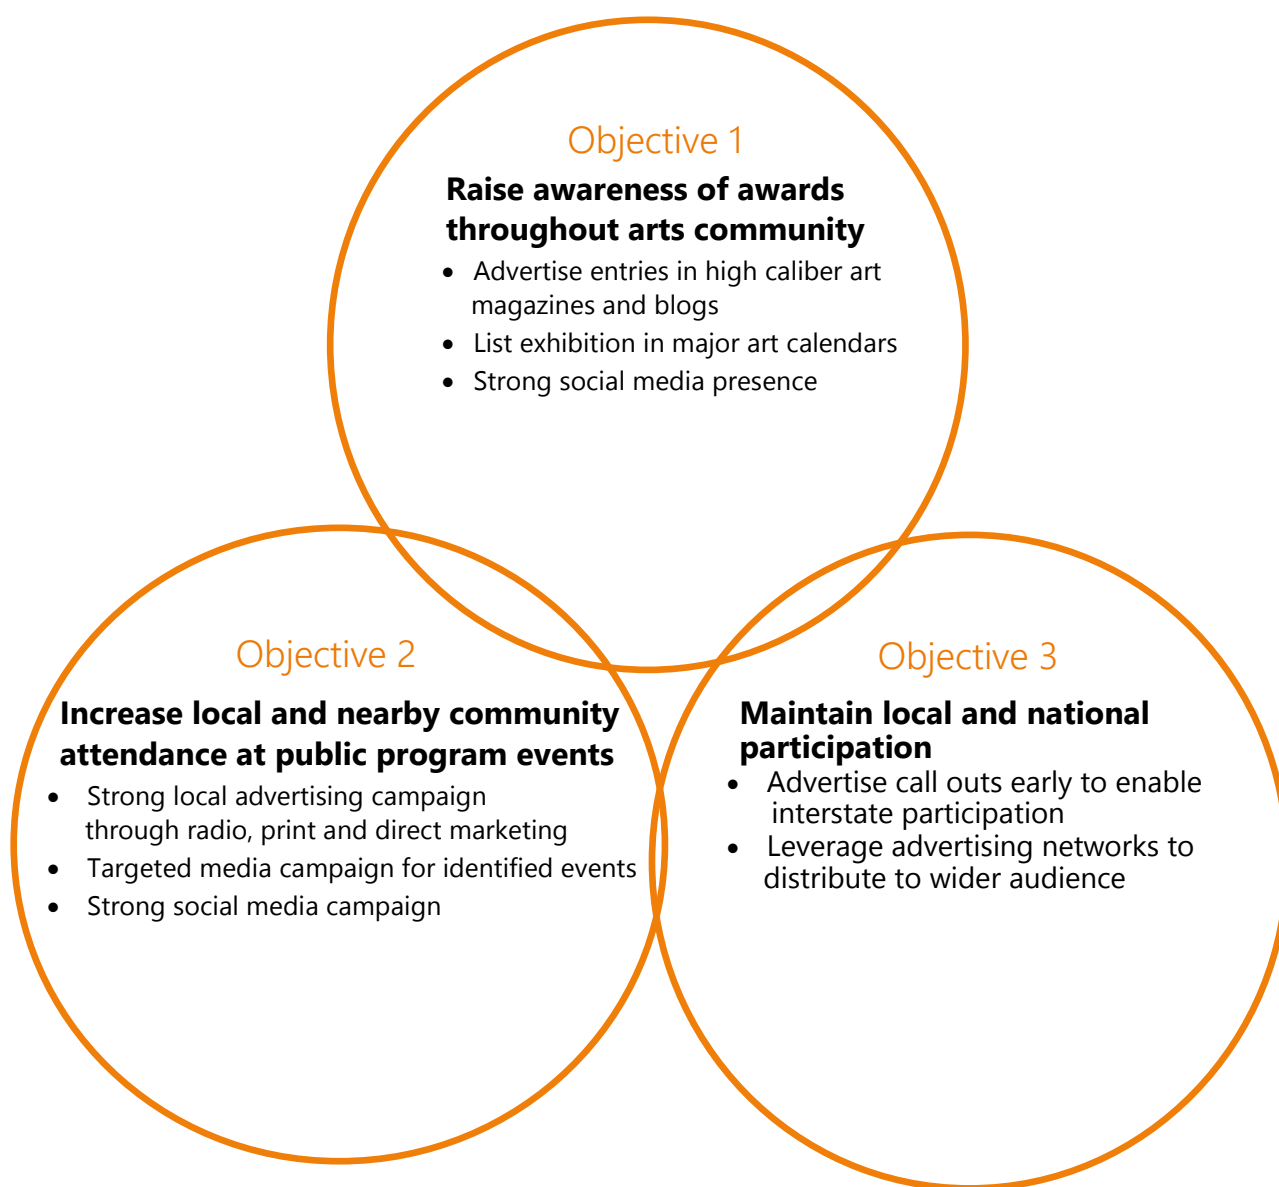 Objective 1
Raise awareness of awards
throughout arts community
• Advertise entries in high caliber art
magazines and blogs
• List exhibition in major art calendars
• Strong social media presence
Objective 2
Increase local and nearby community
attendance at public program events
• Strong local advertising campaign
through radio, print and direct marketing
• Targeted media campaign for identified events
• Strong social media campaign
Objective 3
Maintain local and national
participation
• Advertise call outs early to enable
interstate participation
• Leverage advertising networks to
distribute to wider audience